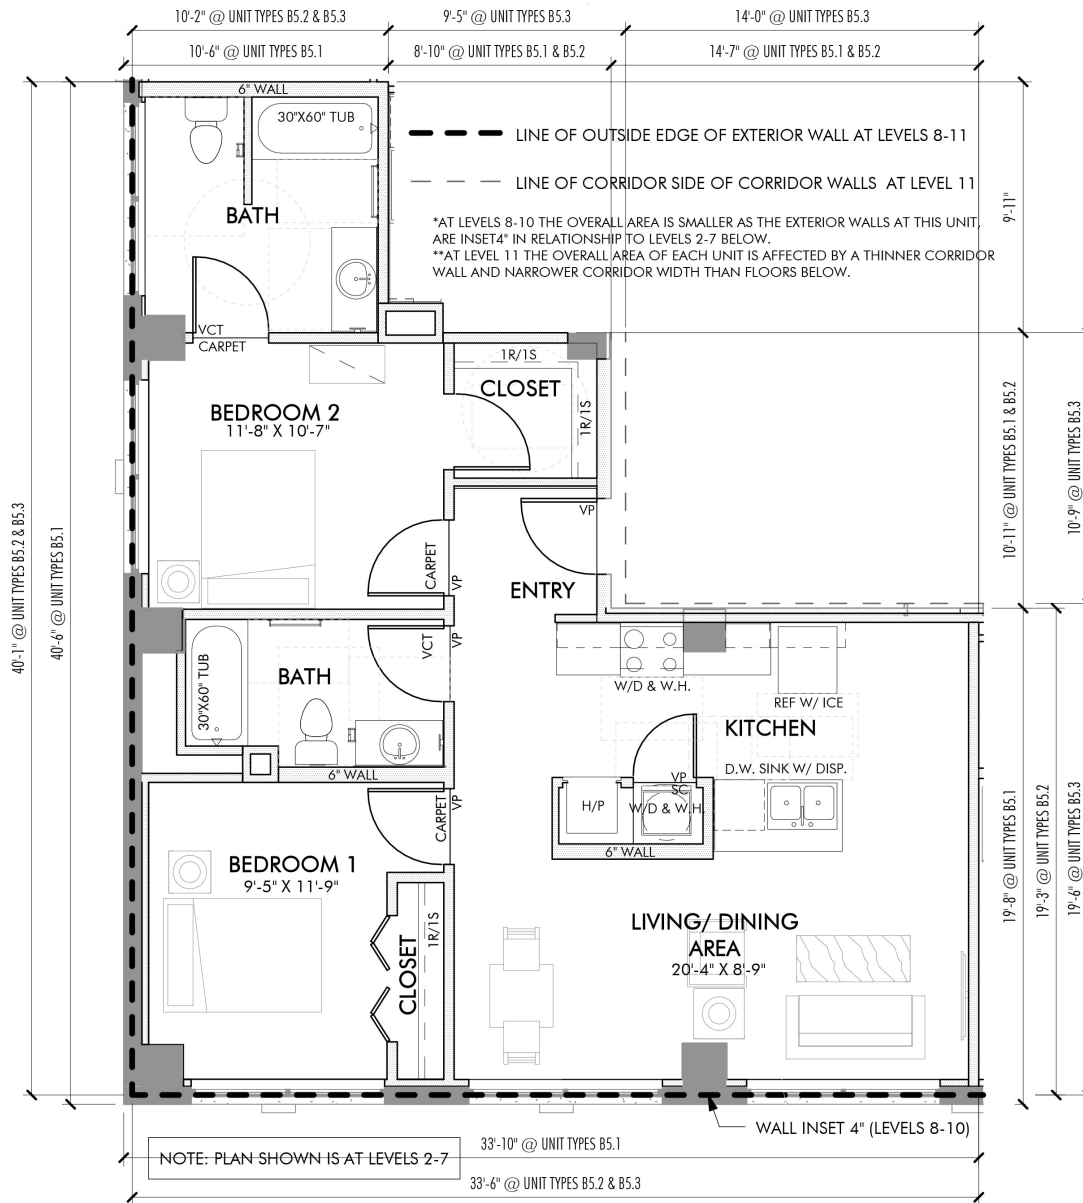 10'-2" @ UNIT TYPES B5.2 & B5.3
9'-5" @ UNIT TYPES B5.3
14'-0" @ UNIT TYPES B5.3
10'-6" @ UNIT TYPES B5.1
8'-10" @ UNIT TYPES B5.1 & B5.2
14'-7" @ UNIT TYPES B5.1 & B5.2
6" WALL
30"X60" TUB
LINE OF OUTSIDE EDGE OF EXTERIOR WALL AT LEVELS 8-11
LINE OF CORRIDOR SIDE OF CORRIDOR WALLS AT LEVEL 11
9'-11"
BATH
*AT LEVELS 8-10 THE OVERALL AREA IS SMALLER AS THE EXTERIOR WALLS AT THIS UNIT,
ARE INSET4" IN RELATIONSHIP TO LEVELS 2-7 BELOW.
**AT LEVEL 11 THE OVERALL AREA OF EACH UNIT IS AFFECTED BY A THINNER CORRIDOR
WALL AND NARROWER CORRIDOR WIDTH THAN FLOORS BELOW.
VCT
CARPET
1R/1S
CLOSET
1R/1S
BEDROOM 2
11'-8" X 10'-7"
10'-11" @ UNIT TYPES B5.1 & B5.2
10'-9" @ UNIT TYPES B5.3
VP
CARPET
VP
ENTRY
40'-1" @ UNIT TYPES B5.2 & B5.3
40'-6" @ UNIT TYPES B5.1
VCT
VP
30"X60" TUB
BATH
W/D & W.H.
REF W/ ICE
KITCHEN
6" WALL
D.W. SINK W/ DISP.
VP
SC
H/P
W/D & W.H.
6" WALL
CARPET
VP
BEDROOM 1
9'-5" X 11'-9"
1R/1S
CLOSET
LIVING/ DINING
AREA
20'-4" X 8'-9"
19'-8" @ UNIT TYPES B5.1
19'-3" @ UNIT TYPES B5.2
19'-6" @ UNIT TYPES B5.3
WALL INSET 4" (LEVELS 8-10)
33'-10" @ UNIT TYPES B5.1
NOTE: PLAN SHOWN IS AT LEVELS 2-7
33'-6" @ UNIT TYPES B5.2 & B5.3